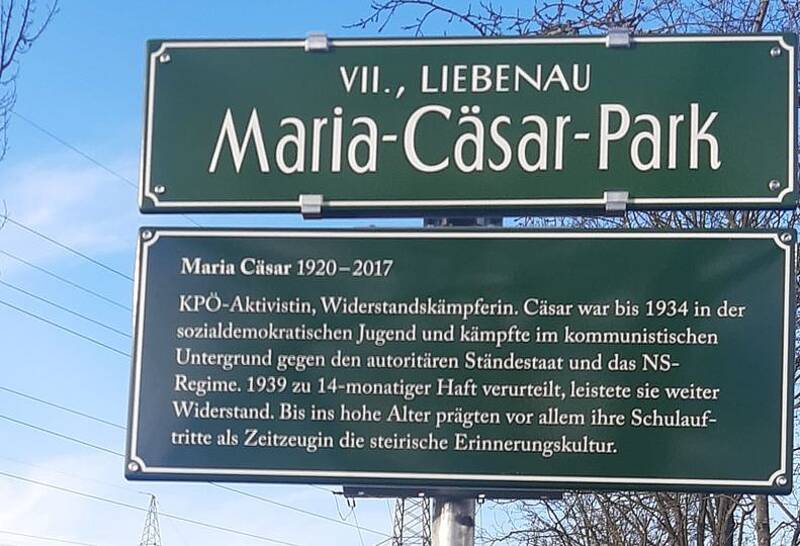 VII., LIEBENAU
Maria-Cäsar-Park
Maria Cäsar 1920–2017
KPÖ-Aktivistin, Widerstandskämpferin. Cäsar war bis 1934 in der
sozialdemokratischen Jugend und kämpfte im kommunistischen
Untergrund gegen den autoritären Ständestaat und das NS-
Regime. 1939 zu 14-monatiger Haft verurteilt, leistete sie weiter
Widerstand. Bis ins hohe Alter prägten vor allem ihre Schulauf-
tritte als Zeitzeugin die steirische Erinnerungskultur.